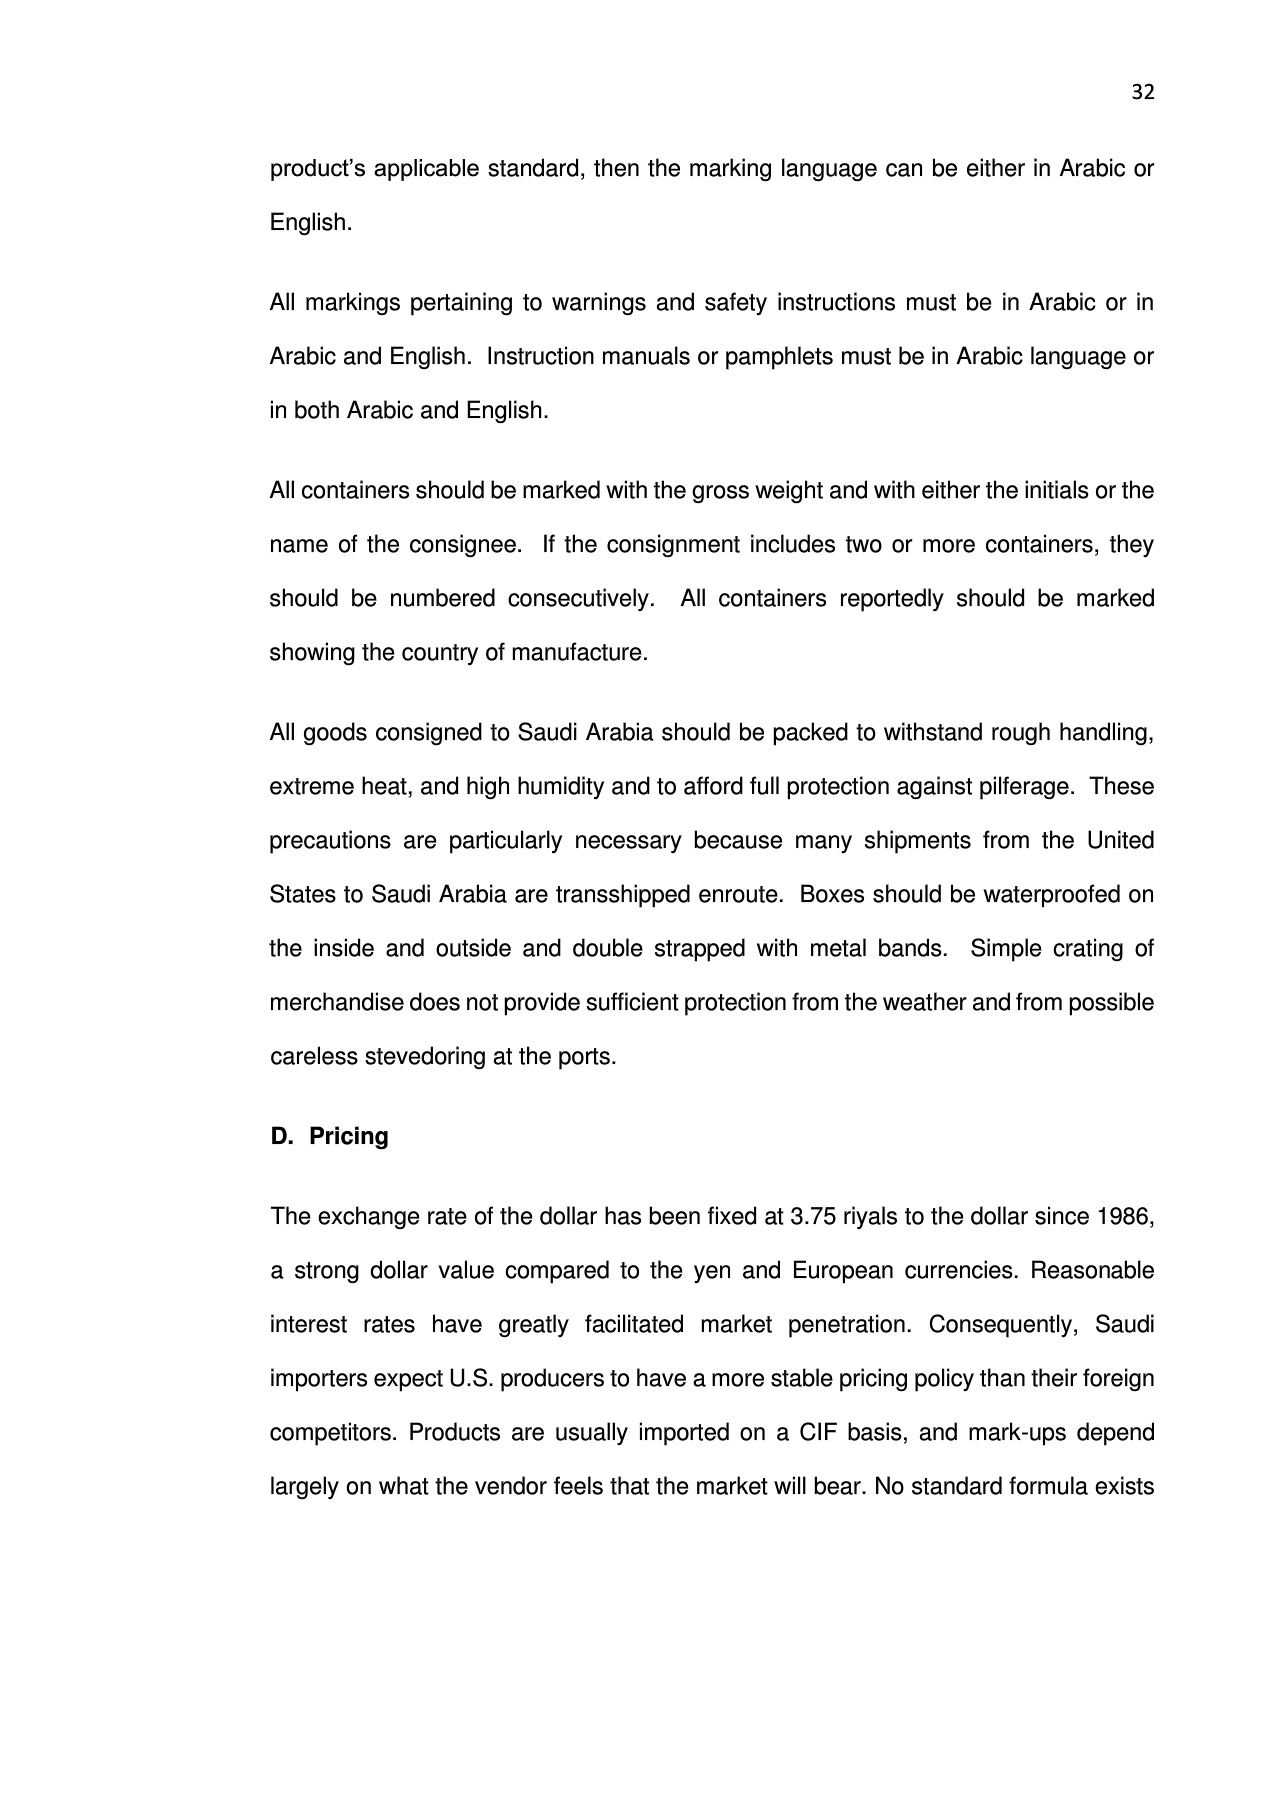 32
product’s applicable standard, then the marking language can be either in Arabic or
English.
All markings pertaining to warnings and safety instructions must be in Arabic or in
Arabic and English.  Instruction manuals or pamphlets must be in Arabic language or
in both Arabic and English.
All containers should be marked with the gross weight and with either the initials or the
name of the consignee.  If the consignment includes two or more containers, they
should be numbered consecutively.  All containers reportedly should be marked
showing the country of manufacture.
All goods consigned to Saudi Arabia should be packed to withstand rough handling,
extreme heat, and high humidity and to afford full protection against pilferage.  These
precautions are particularly necessary because many shipments from the United
States to Saudi Arabia are transshipped enroute.  Boxes should be waterproofed on
the inside and outside and double strapped with metal bands.  Simple crating of
merchandise does not provide sufficient protection from the weather and from possible
careless stevedoring at the ports.
D.  Pricing
The exchange rate of the dollar has been fixed at 3.75 riyals to the dollar since 1986,
a strong dollar value compared to the yen and European currencies. Reasonable
interest rates have greatly facilitated market penetration. Consequently, Saudi
importers expect U.S. producers to have a more stable pricing policy than their foreign
competitors. Products are usually imported on a CIF basis, and mark-ups depend
largely on what the vendor feels that the market will bear. No standard formula exists